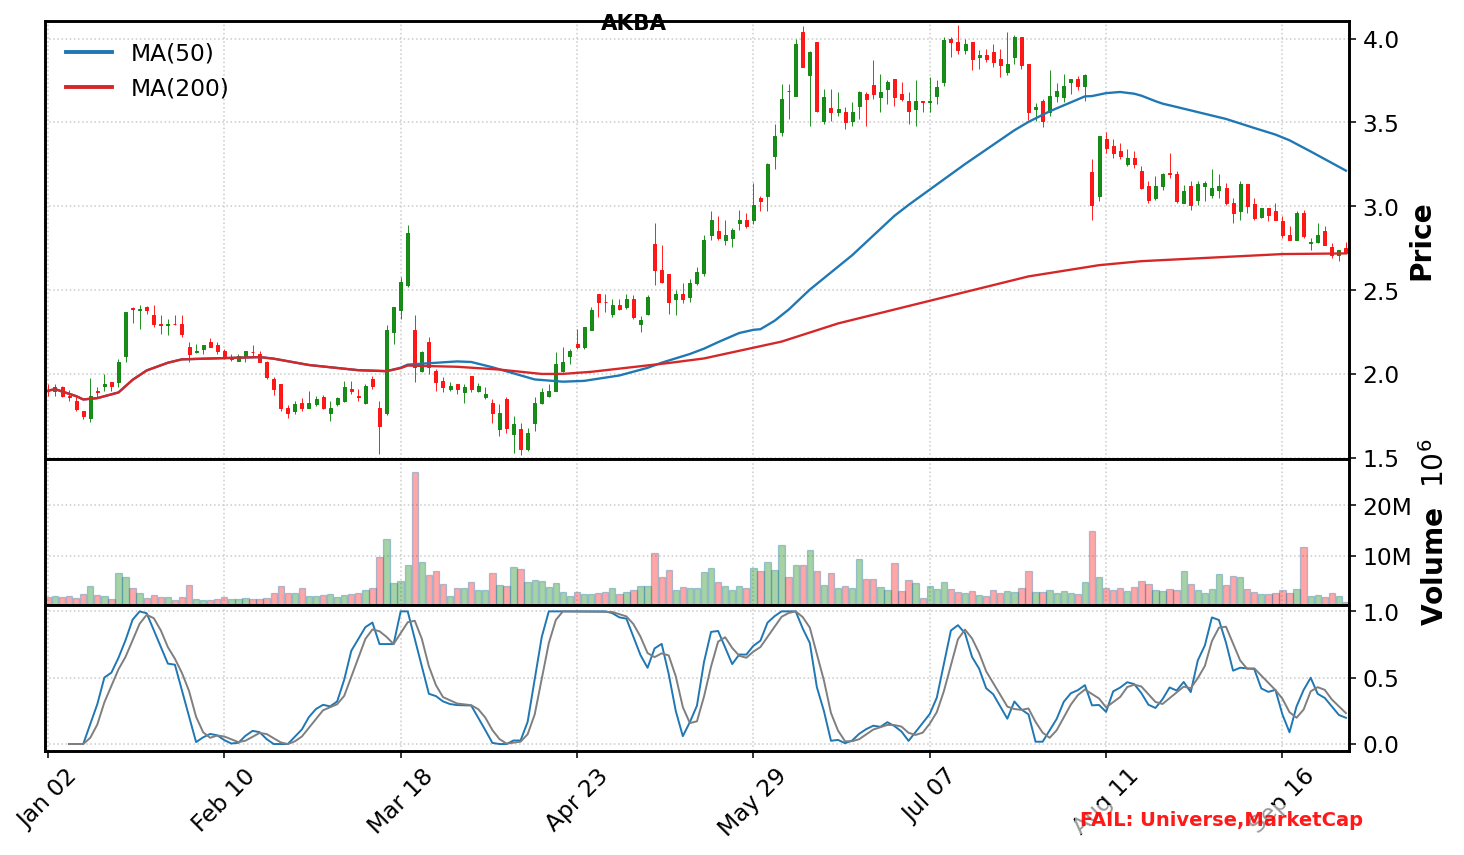 AKBA
MA(50)
MA(200)
4.0
3.5
3.0
2.5
2.0
1.5
Price
20M
10M
Volume 10^6
1.0
0.5
0.0
Jan 02
Feb 10
Mar 18
Apr 23
May 29
Jul 07
Aug 11
Sep 16
FAIL: Universe,MarketCap